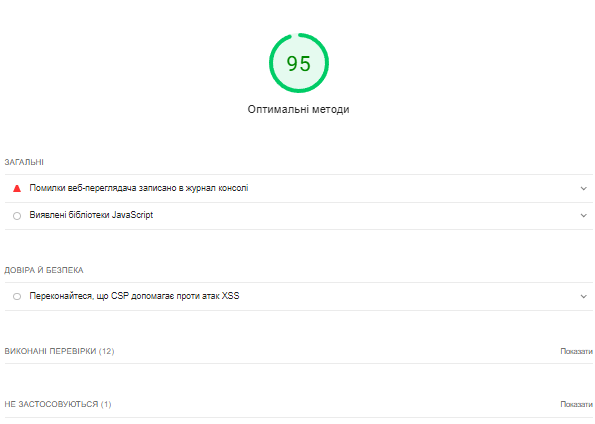 95
Оптимальні методи
ЗАГАЛЬНІ
Помилки веб-переглядача записано в журнал консолі
Виявлені бібліотеки JavaScript
ДОВІРА Й БЕЗПЕКА
Переконайтеся, що CSP допомагає проти атак XSS
ВИКОНАНІ ПЕРЕВІРКИ (12) Показати
НЕ ЗАСТОСОВУЮТЬСЯ (1) Показати